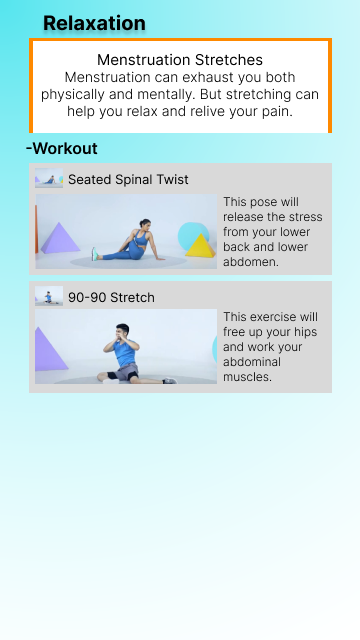 Relaxation
Menstruation Stretches
Menstruation can exhaust you both
physically and mentally. But stretching can
help you relax and relive your pain.
-Workout
Seated Spinal Twist
This pose will
release the stress
from your lower
back and lower
abdomen.
90-90 Stretch
This exercise will
free up your hips
and work your
abdominal
muscles.